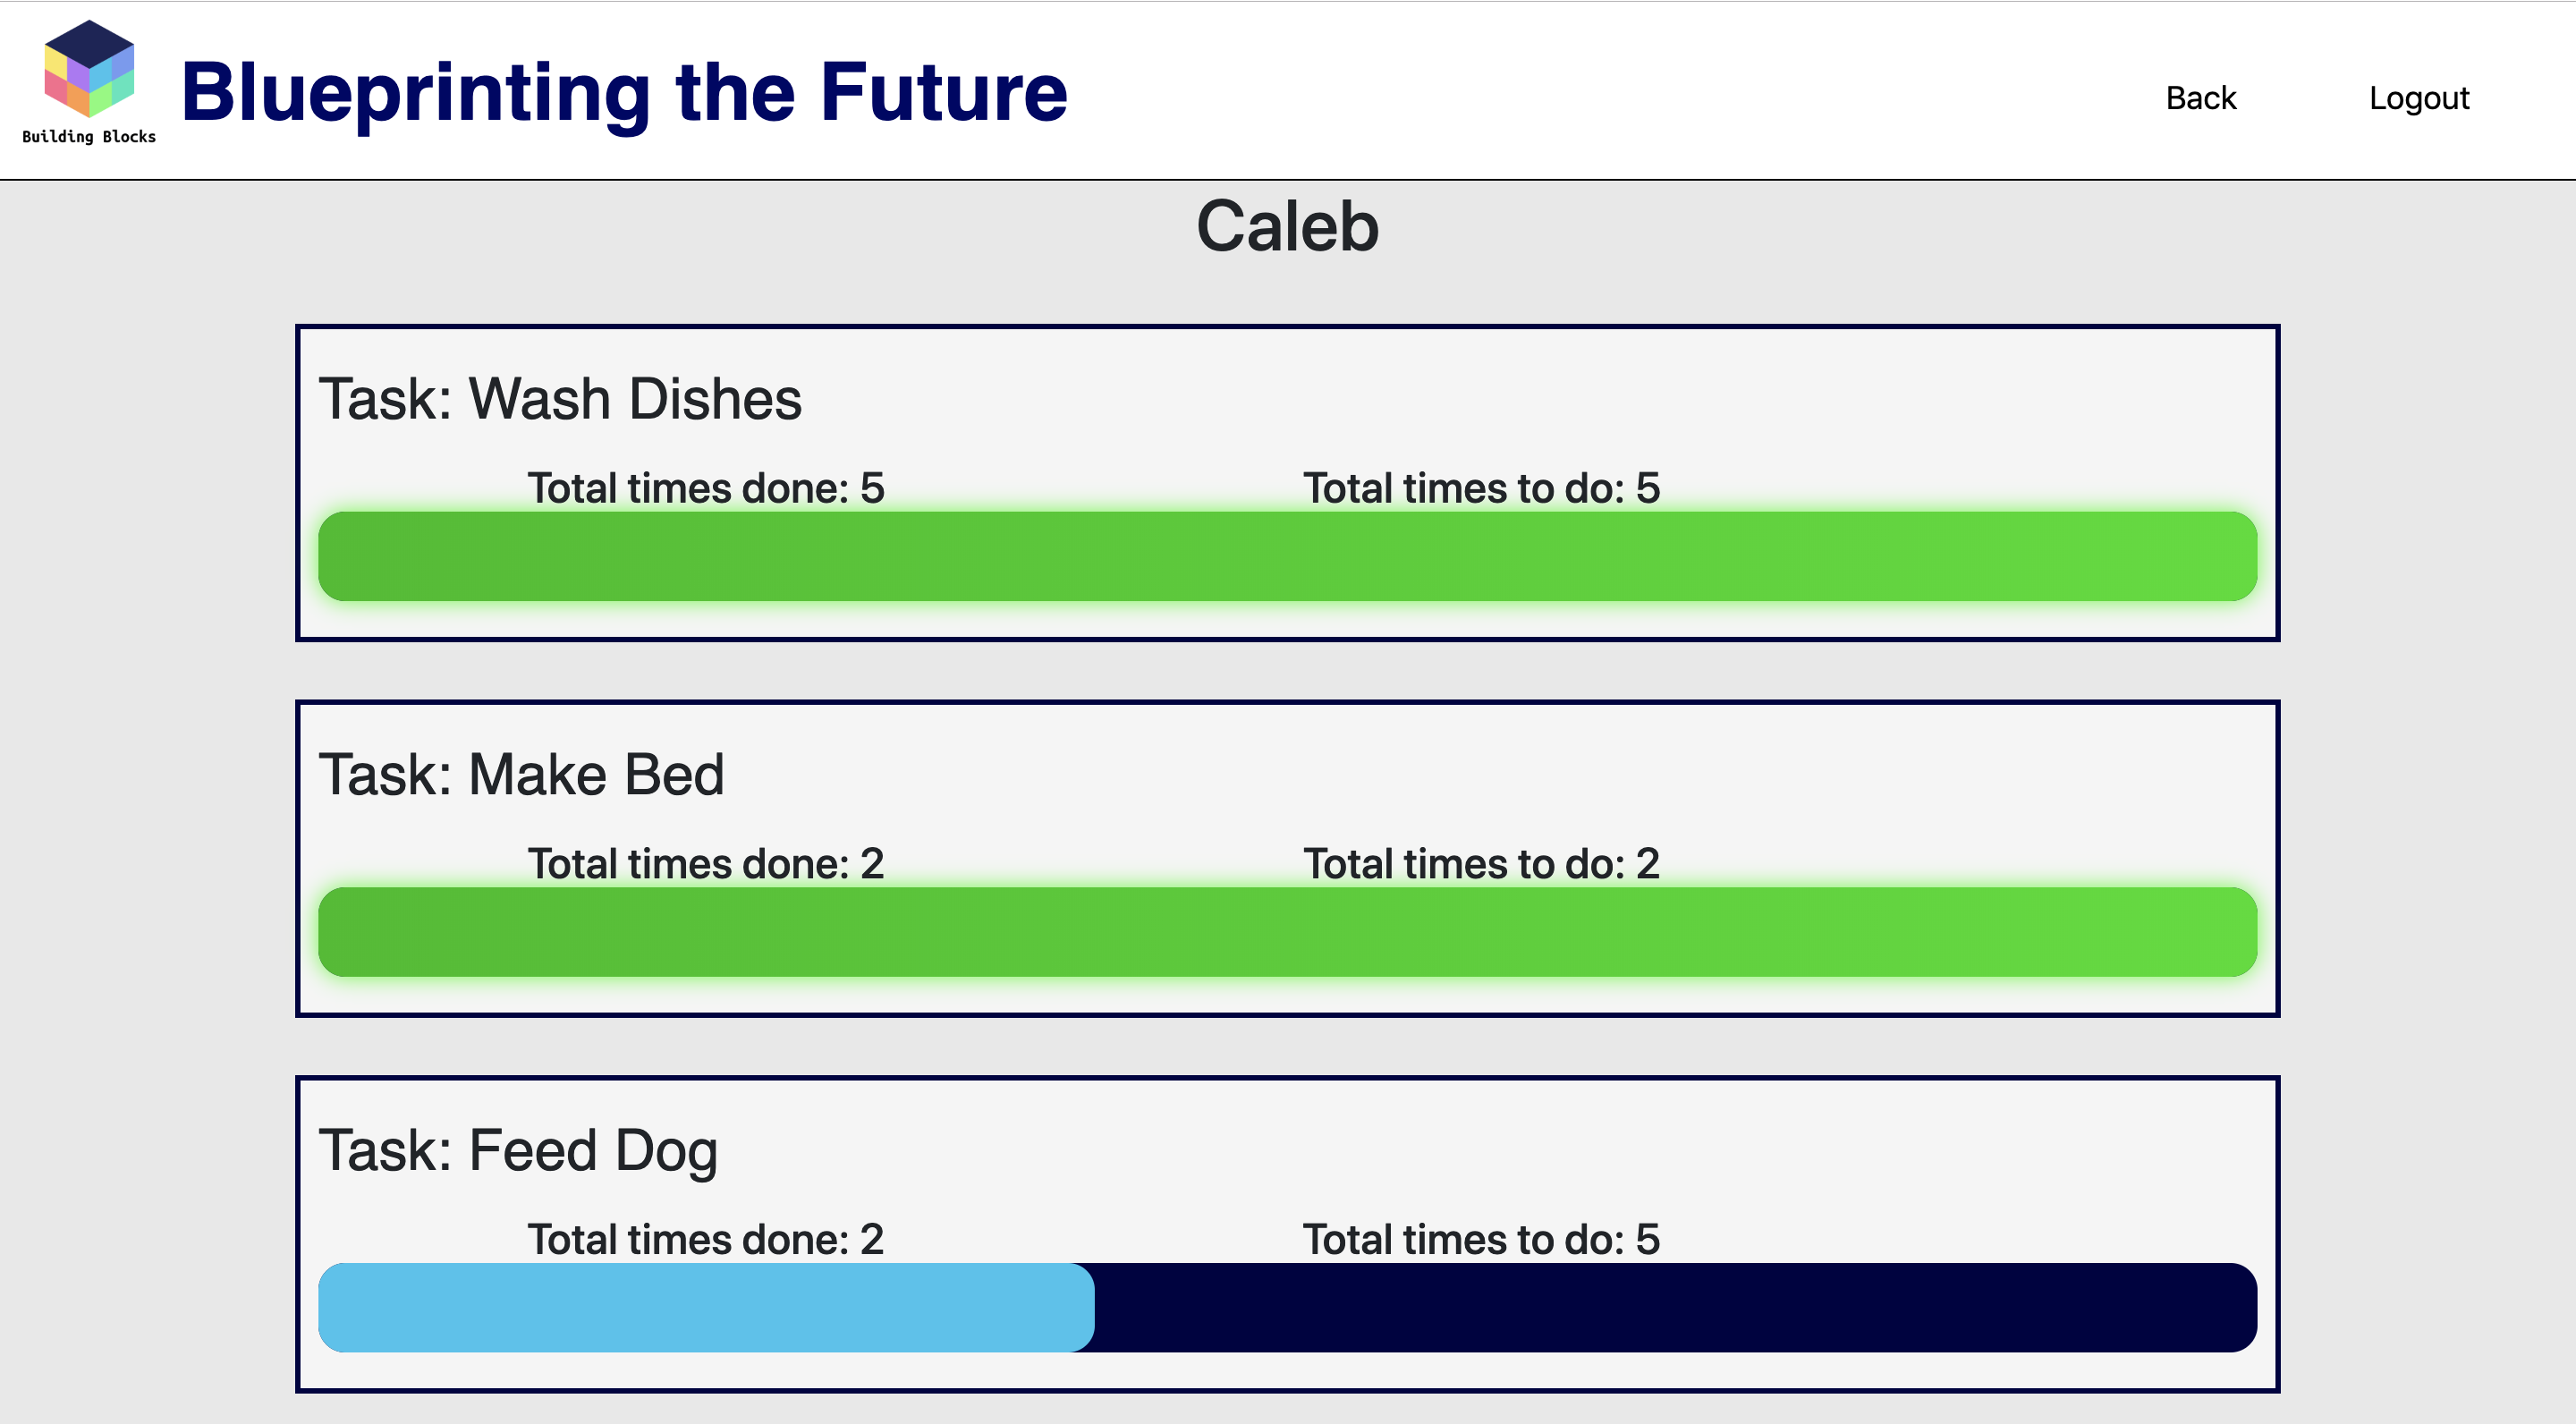 Building Blocks
Blueprinting the Future
Back
Logout
Caleb
Task: Wash Dishes
Total times done: 5
Total times to do: 5
Task: Make Bed
Total times done: 2
Total times to do: 2
Task: Feed Dog
Total times done: 2
Total times to do: 5